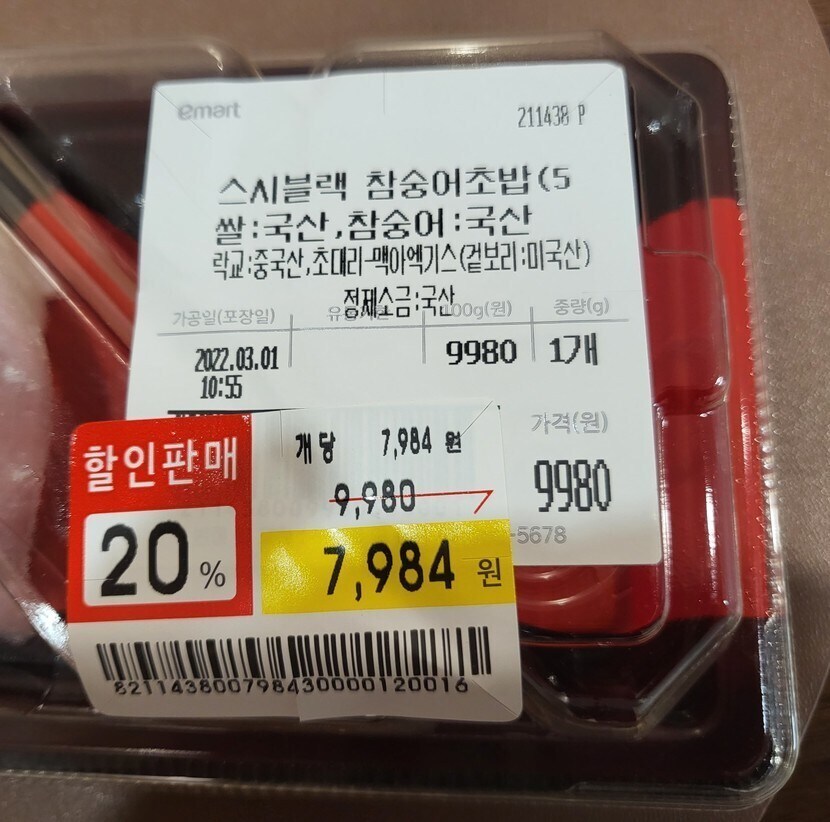 emart
211438 P
스시블랙 참숭어초밥(5
쌀:국산,참숭어:국산
락교:중국산,초대리-맥아엑기스(겉보리:미국산)
정제소금:국산
가공일(포장일) 100g(원) 중량(g)
2022.03.01 9980 1개
10:55
가격(원)
9980
-5678
할인판매
20%
개당 7,984 원
9,980
7,984 원
821143800798430000120016